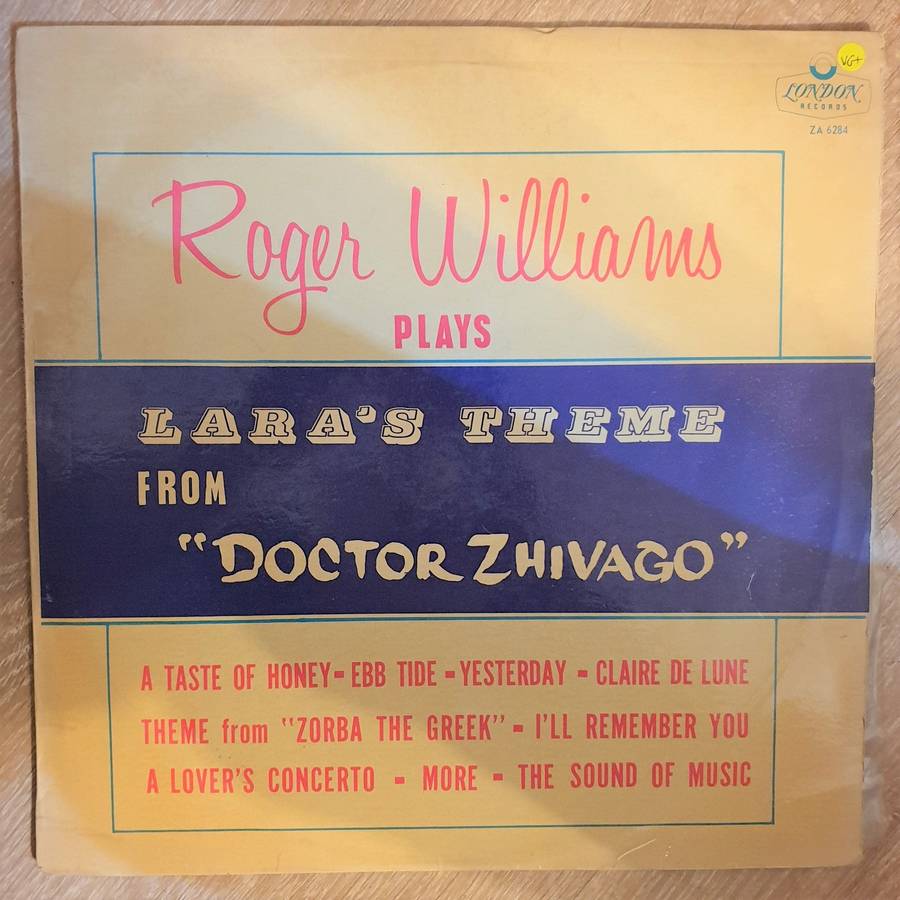 VG+
LONDON
RECORDS
ZA 6284
Roger Williams
PLAYS
LARA'S THEME
FROM
"DOCTOR ZHIVAGO"
A TASTE OF HONEY - EBB TIDE - YESTERDAY - CLAIRE DE LUNE
THEME from "ZORBA THE GREEK" - I'LL REMEMBER YOU
A LOVER'S CONCERTO - MORE - THE SOUND OF MUSIC